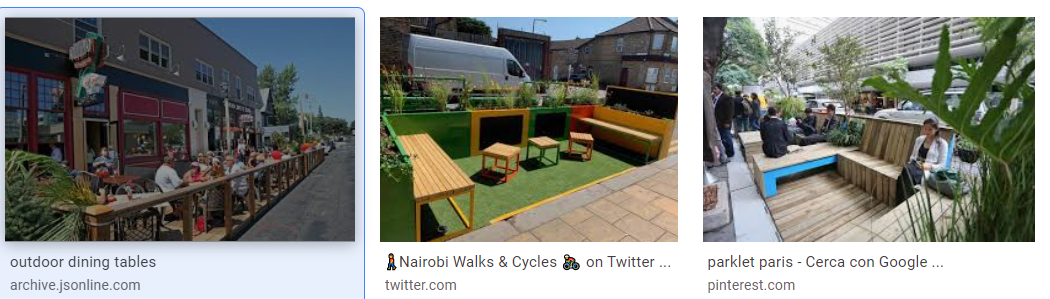 outdoor dining tables
archive.jsonline.com
🚶Nairobi Walks & Cycles 🚴 on Twitter ...
twitter.com
parklet paris - Cerca con Google ...
pinterest.com